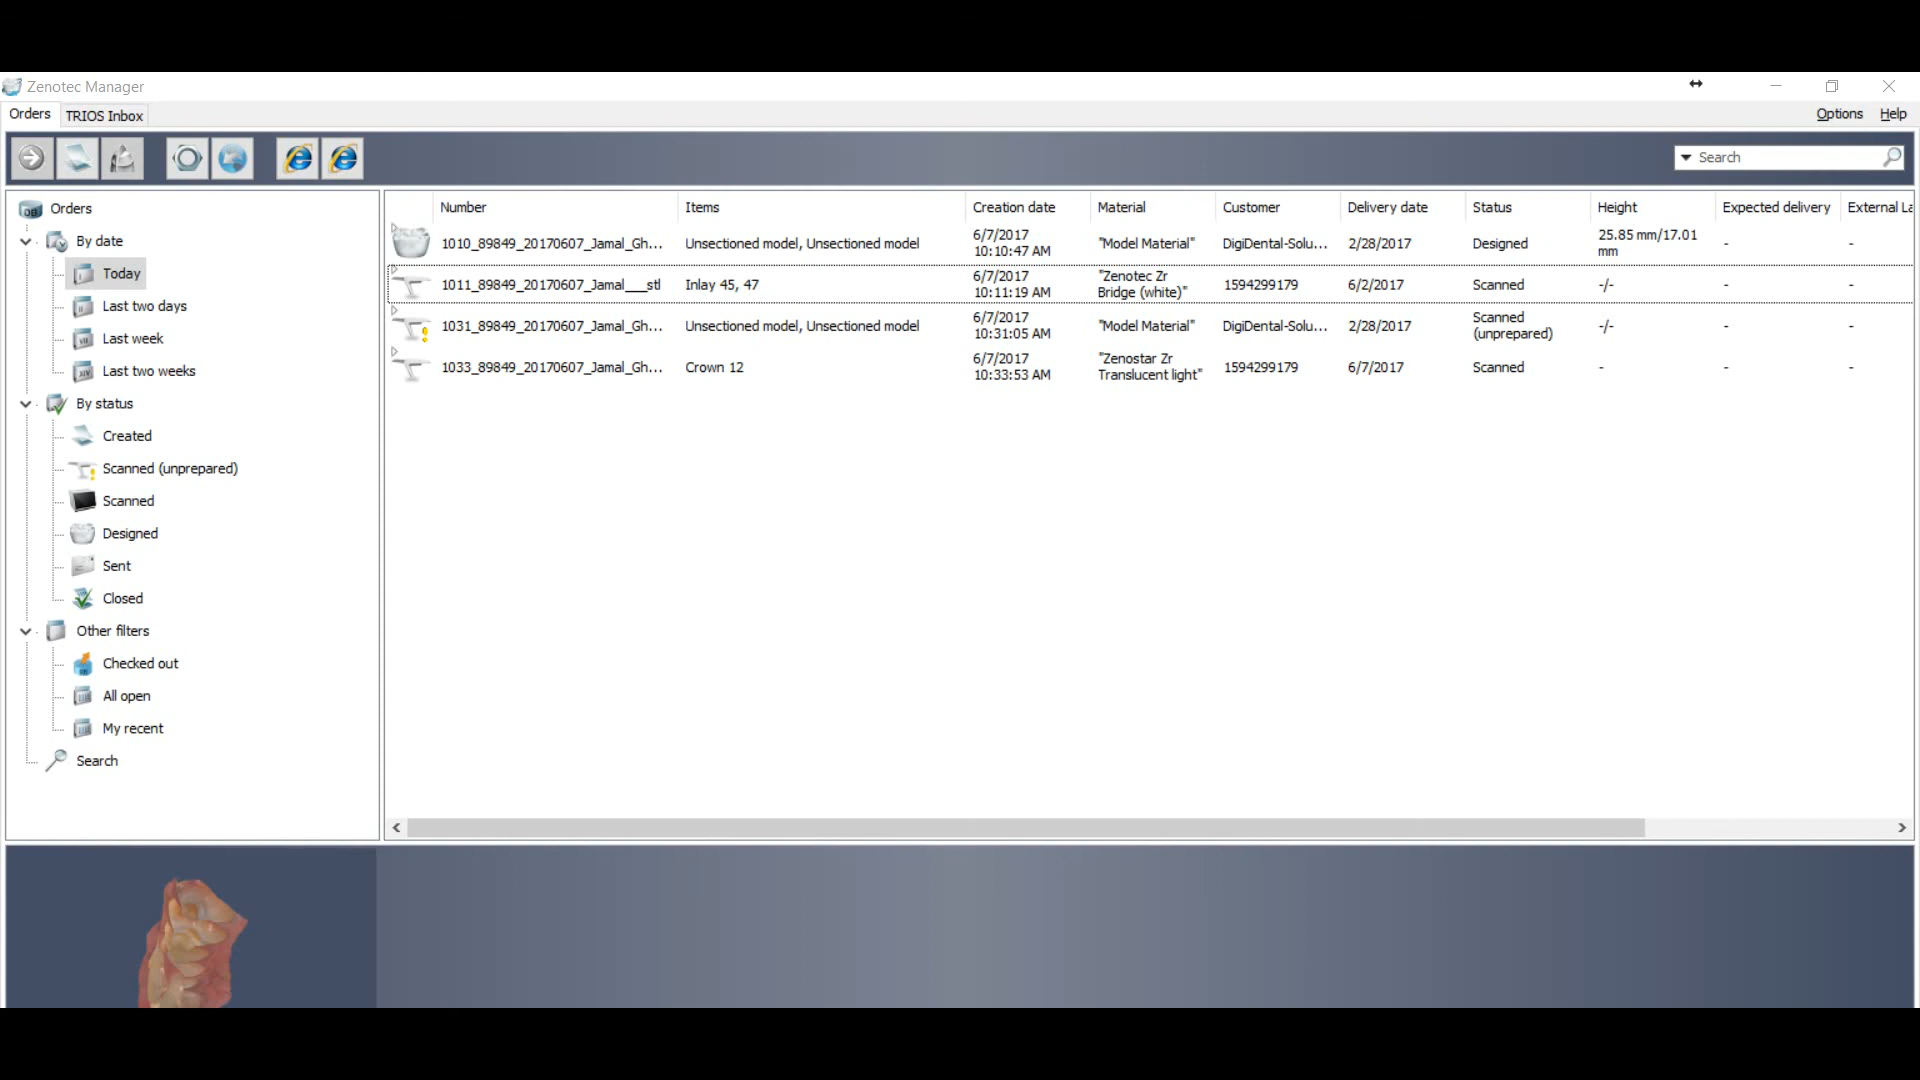 Zenotec Manager
Orders
TRIOS Inbox
Options
Help
Search
Orders
By date
Today
Last two days
Last week
Last two weeks
By status
Created
Scanned (unprepared)
Scanned
Designed
Sent
Closed
Other filters
Checked out
All open
My recent
Search
Number Items Creation date Material Customer Delivery date Status Height Expected delivery External La
1010_89849_20170607_Jamal_Gh... Unsectioned model, Unsectioned model 6/7/2017 10:10:47 AM "Model Material" DigiDental-Solu... 2/28/2017 Designed 25.85 mm/17.01 mm - -
1011_89849_20170607_Jamal___stl Inlay 45, 47 6/7/2017 10:11:19 AM "Zenotec Zr Bridge (white)" 1594299179 6/2/2017 Scanned -/- - -
1031_89849_20170607_Jamal_Gh... Unsectioned model, Unsectioned model 6/7/2017 10:31:05 AM "Model Material" DigiDental-Solu... 2/28/2017 Scanned (unprepared) -/- - -
1033_89849_20170607_Jamal_Gh... Crown 12 6/7/2017 10:33:53 AM "Zenostar Zr Translucent light" 1594299179 6/7/2017 Scanned - - -